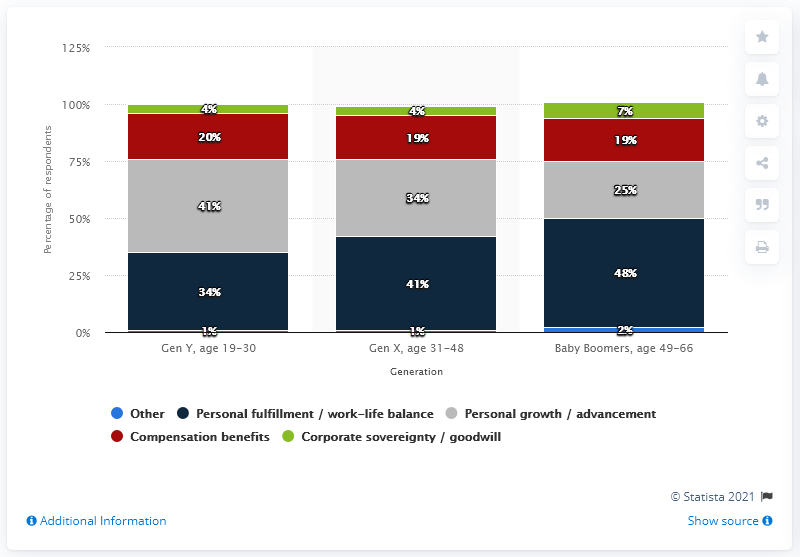 125%
100%
75%
50%
25%
0%
Percentage of respondents
4% 4% 7%
20% 19% 19%
41% 34% 25%
34% 41% 48%
1% 1% 2%
Gen Y, age 19-30 Gen X, age 31-48 Baby Boomers, age 49-66
Generation
Other Personal fulfillment / work-life balance Personal growth / advancement
Compensation benefits Corporate sovereignty / goodwill
© Statista 2021
Additional Information Show source